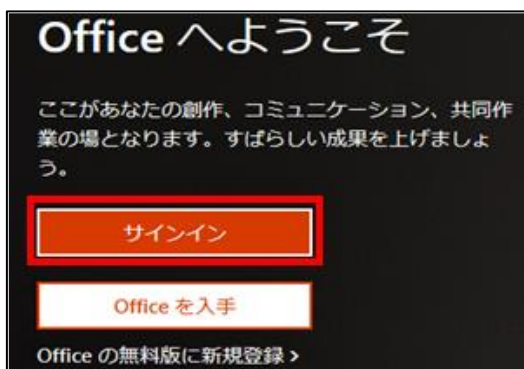 Office へようこそ
ここがあなたの創作、コミュニケーション、共同作
業の場となります。すばらしい成果を上げましょ
う。
サインイン
Office を入手
Office の無料版に新規登録 >